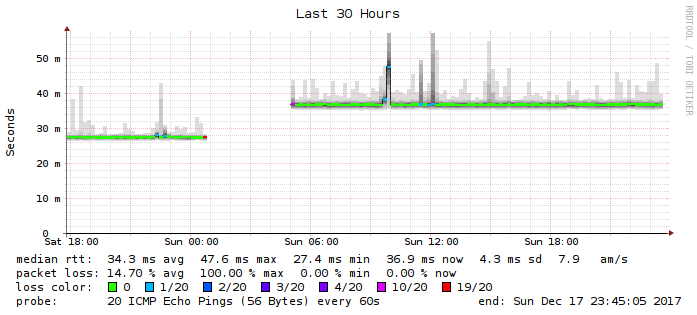 Last 30 Hours
RRDTOOL / TOBI OETIKER
Seconds
50 m
40 m
30 m
20 m
10 m
0
Sat 18:00 Sun 00:00 Sun 06:00 Sun 12:00 Sun 18:00
median rtt: 34.3 ms avg 47.6 ms max 27.4 ms min 36.9 ms now 4.3 ms sd 7.9 am/s
packet loss: 14.70 % avg 100.00 % max 0.00 % min 0.00 % now
loss color: 0 1/20 2/20 3/20 4/20 10/20 19/20
probe: 20 ICMP Echo Pings (56 Bytes) every 60s end: Sun Dec 17 23:45:05 2017